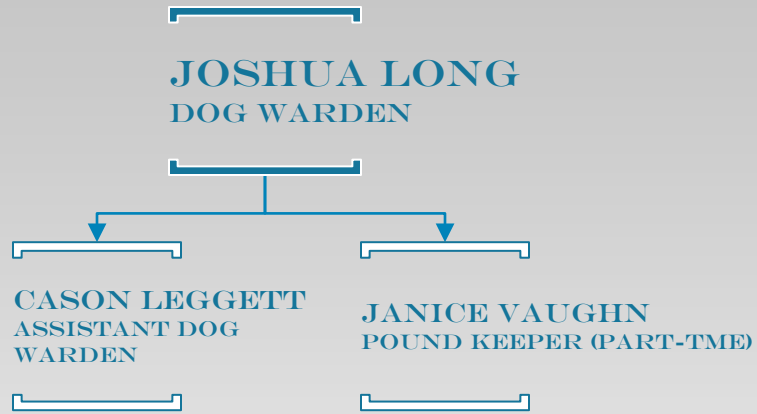 JOSHUA LONG
DOG WARDEN
CASON LEGGETT
ASSISTANT DOG
WARDEN
JANICE VAUGHN
POUND KEEPER (PART-TME)